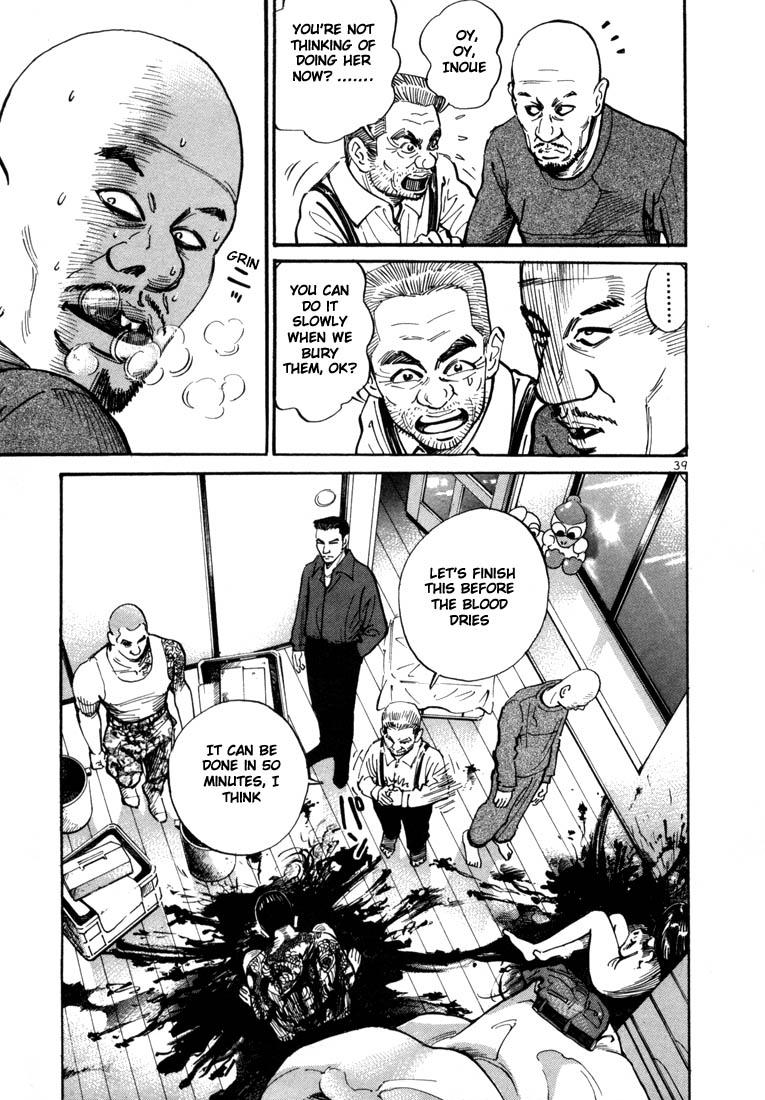 OY,
OY,
INOUE
YOU'RE NOT
THINKING OF
DOING HER
NOW? .......
GRIN
.........
YOU CAN
DO IT
SLOWLY
WHEN WE
BURY
THEM, OK?
39
LET'S FINISH
THIS BEFORE
THE BLOOD
DRIES
IT CAN BE
DONE IN 50
MINUTES, I
THINK